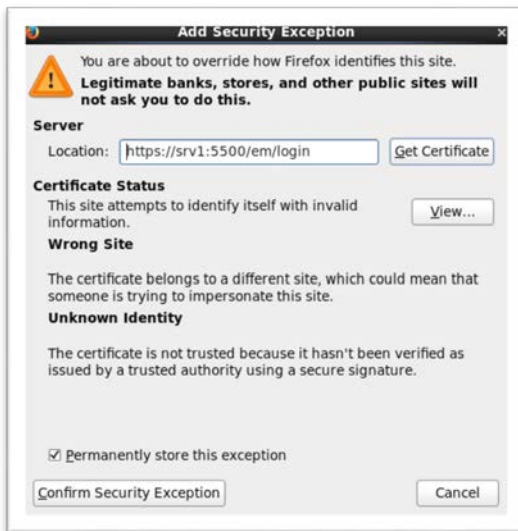 Add Security Exception
You are about to override how Firefox identifies this site.
Legitimate banks, stores, and other public sites will
not ask you to do this.
Server
Location: https://srv1:5500/em/login Get Certificate
Certificate Status
This site attempts to identify itself with invalid
information.
View...
Wrong Site
The certificate belongs to a different site, which could mean that
someone is trying to impersonate this site.
Unknown Identity
The certificate is not trusted because it hasn't been verified as
issued by a trusted authority using a secure signature.
Permanently store this exception
Confirm Security Exception Cancel